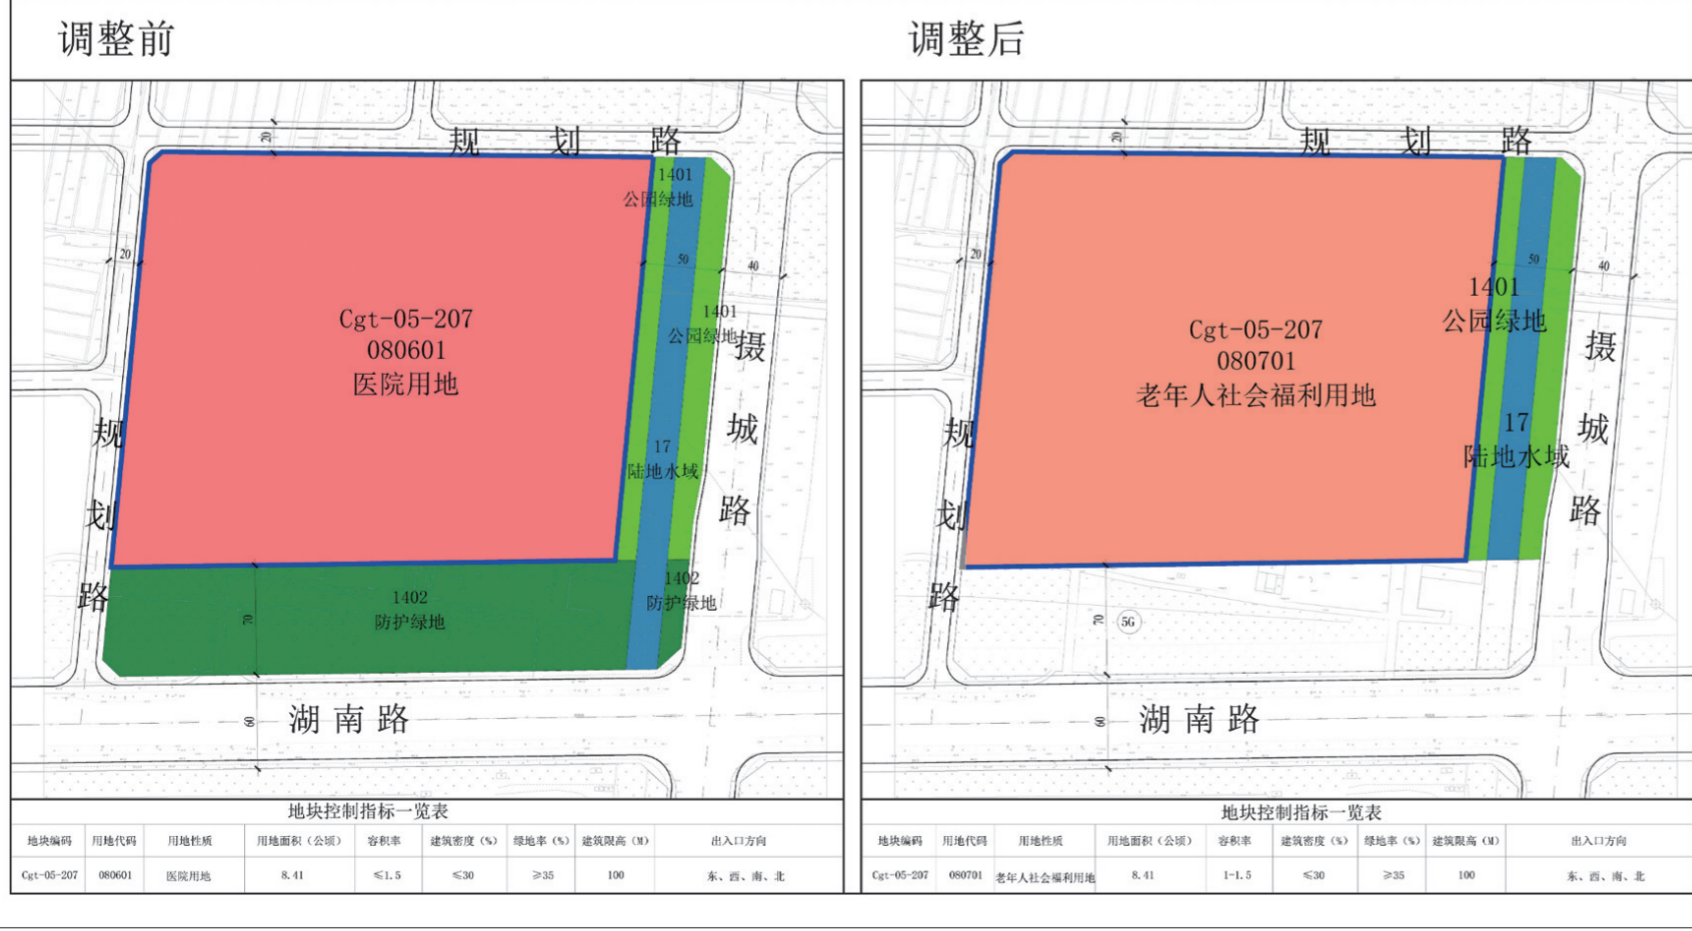 调整前
20
规划路
1401
公园绿地
20
50
40
Cgt-05-207
080601
医院用地
1401
公园绿地
摄城路
17
陆地水域
规划路
1402
防护绿地
1402
防护绿地
70
60
湖南路
地块控制指标一览表
地块编码 用地代码 用地性质 用地面积（公顷） 容积率 建筑密度（%） 绿地率（%） 建筑限高（M） 出入口方向
Cgt-05-207 080601 医院用地 8.41 ≤1.5 ≤30 ≥35 100 东、西、南、北
调整后
20
规划路
20
50
40
1401
公园绿地
Cgt-05-207
080701
老年人社会福利用地
摄城路
17
陆地水域
规划路
70
5G
60
湖南路
地块控制指标一览表
地块编码 用地代码 用地性质 用地面积（公顷） 容积率 建筑密度（%） 绿地率（%） 建筑限高（M） 出入口方向
Cgt-05-207 080701 老年人社会福利用地 8.41 1-1.5 ≤30 ≥35 100 东、西、南、北